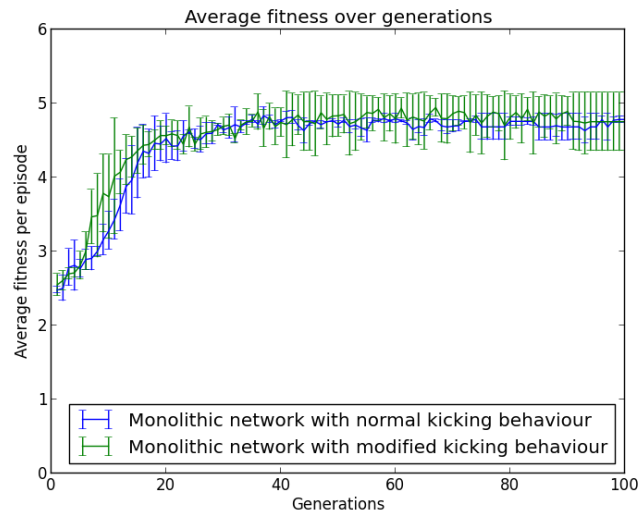 Average fitness over generations
6
5
4
3
2
1
0
Average fitness per episode
Monolithic network with normal kicking behaviour
Monolithic network with modified kicking behaviour
0 20 40 60 80 100
Generations